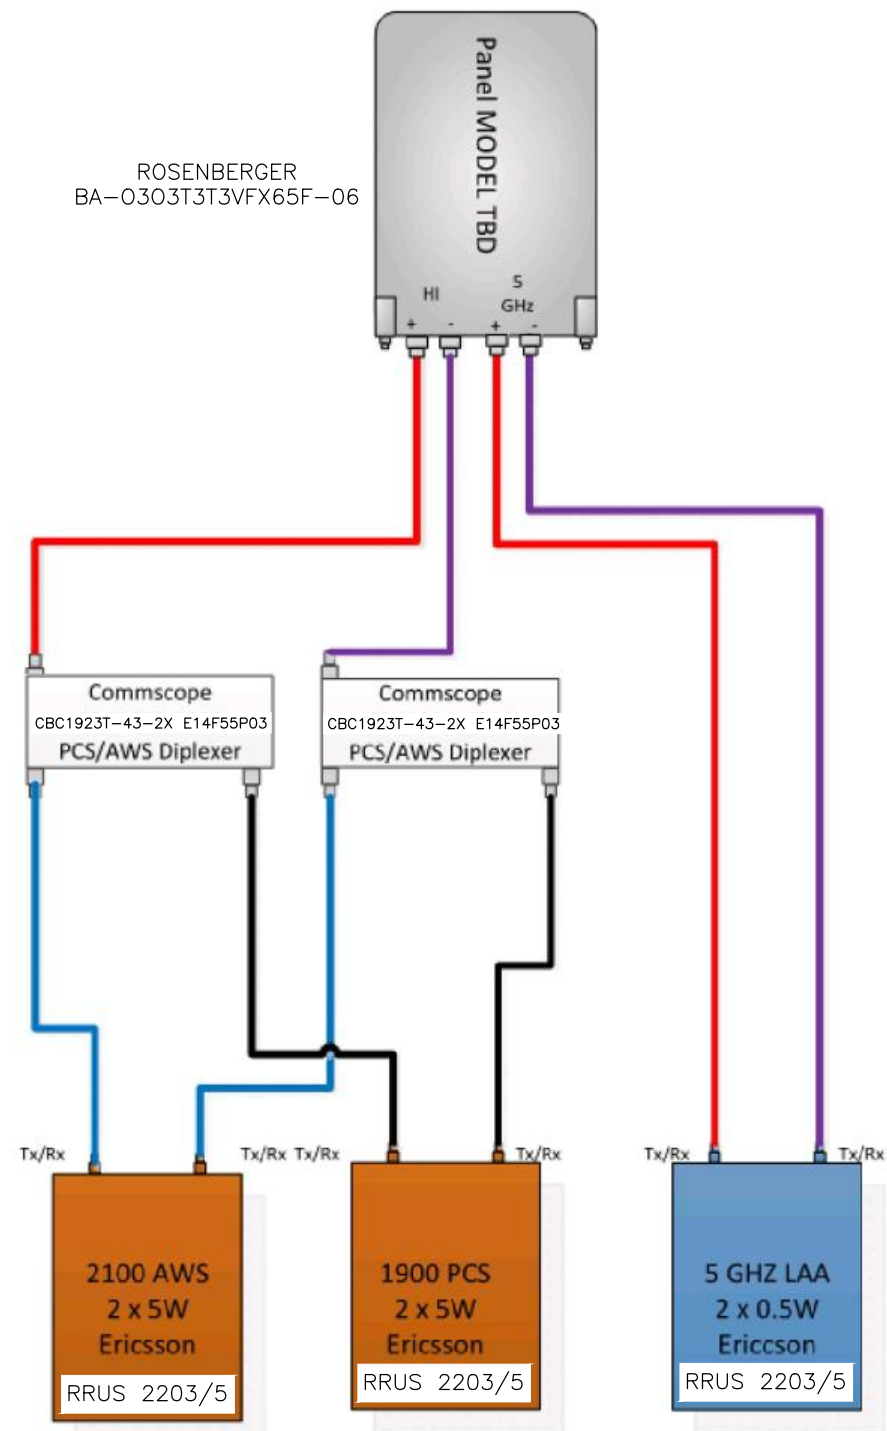 Panel MODEL TBD
ROSENBERGER
BA-O3O3T3T3VFX65F-06
HI
5
GHz
+ - + -
Commscope
CBC1923T-43-2X E14F55P03
PCS/AWS Diplexer
Commscope
CBC1923T-43-2X E14F55P03
PCS/AWS Diplexer
Tx/Rx
Tx/Rx
Tx/Rx
Tx/Rx
Tx/Rx
Tx/Rx
2100 AWS
2 x 5W
Ericsson
RRUS 2203/5
1900 PCS
2 x 5W
Ericsson
RRUS 2203/5
5 GHZ LAA
2 x 0.5W
Ericcson
RRUS 2203/5